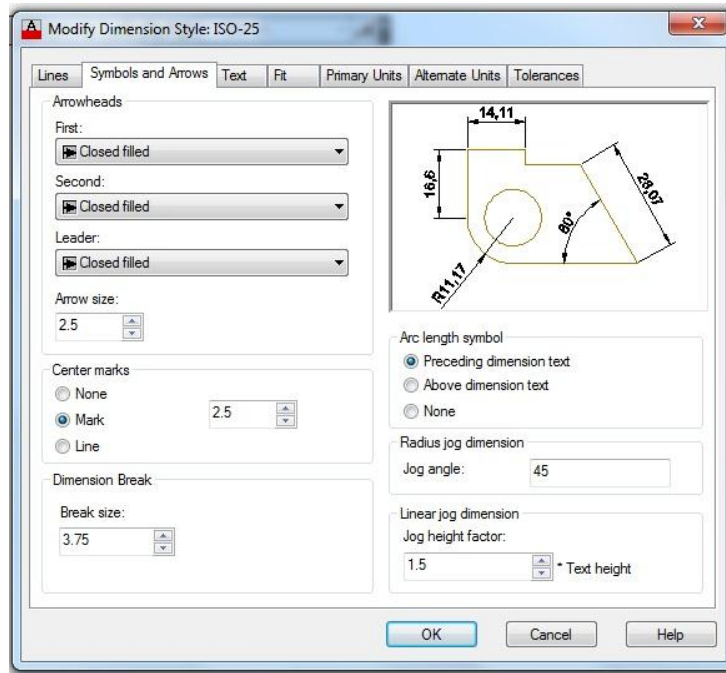 A Modify Dimension Style: ISO-25
Lines Symbols and Arrows Text Fit Primary Units Alternate Units Tolerances
Arrowheads
First:
Closed filled
Second:
Closed filled
Leader:
Closed filled
Arrow size:
2.5
Center marks
None
Mark
2.5
Line
Dimension Break
Break size:
3.75
14,11
16,6
28,07
60°
R11,17
Arc length symbol
Preceding dimension text
Above dimension text
None
Radius jog dimension
Jog angle: 45
Linear jog dimension
Jog height factor:
1.5 * Text height
OK Cancel Help